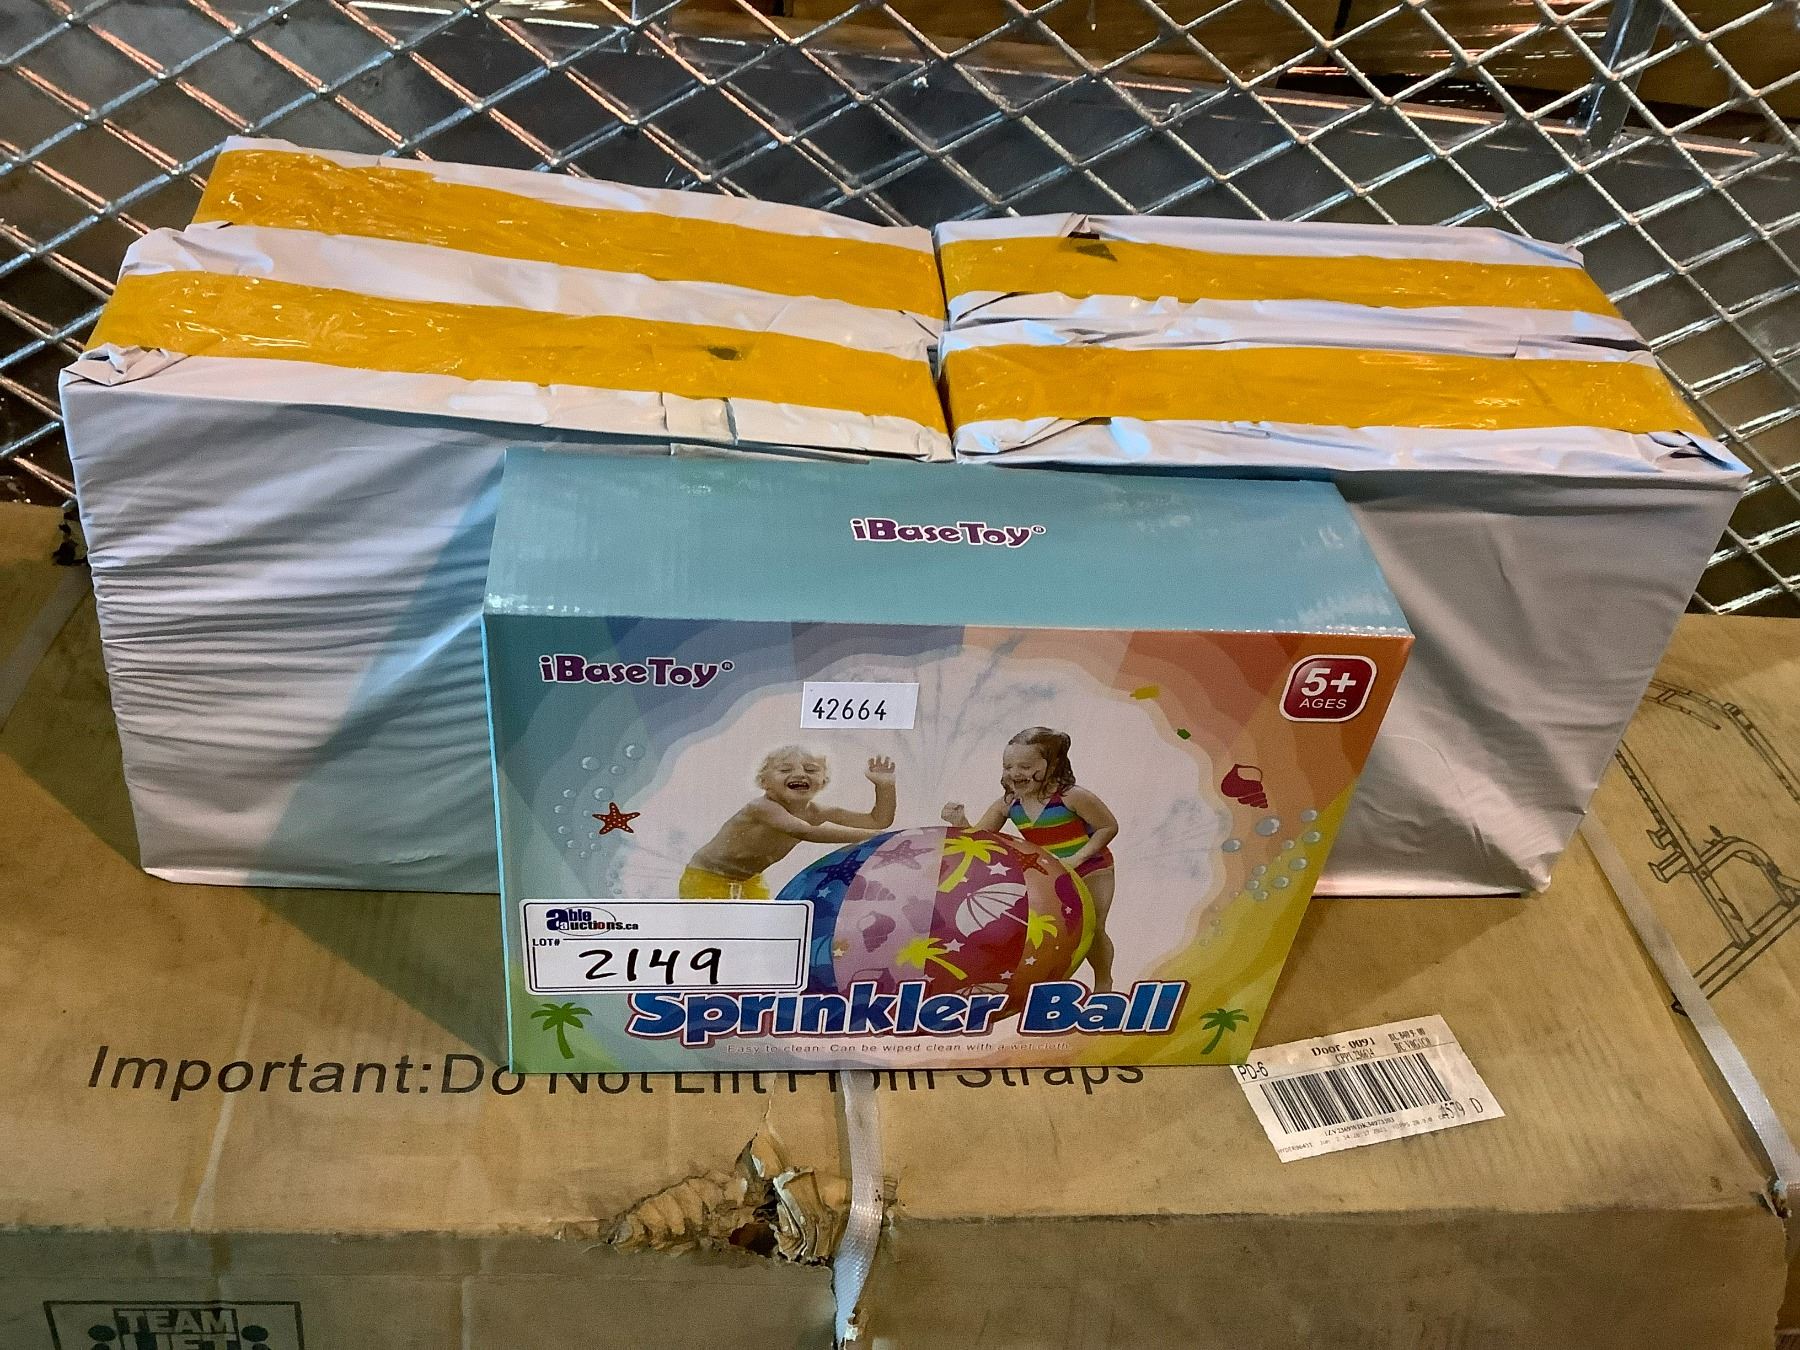 iBaseToy®
iBaseToy®
5+
AGES
42664
able
auctions.ca
LOT#
2149
Sprinkler Ball
Easy to clean: Can be wiped clean with a wet cloth.
Important:Do Not Lift From Straps
PD-6
Door- 0091
D
TEAM
LIFT